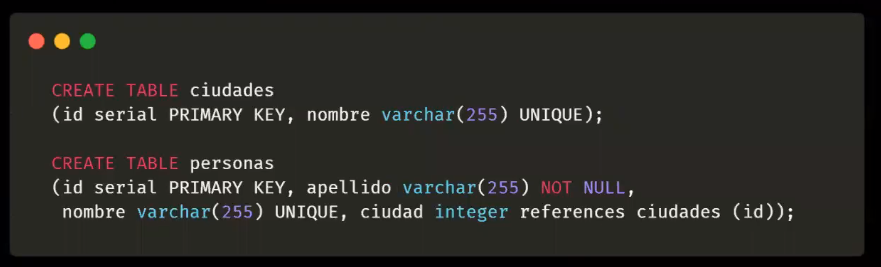 CREATE TABLE ciudades
(id serial PRIMARY KEY, nombre varchar(255) UNIQUE);
CREATE TABLE personas
(id serial PRIMARY KEY, apellido varchar(255) NOT NULL,
nombre varchar(255) UNIQUE, ciudad integer references ciudades (id));